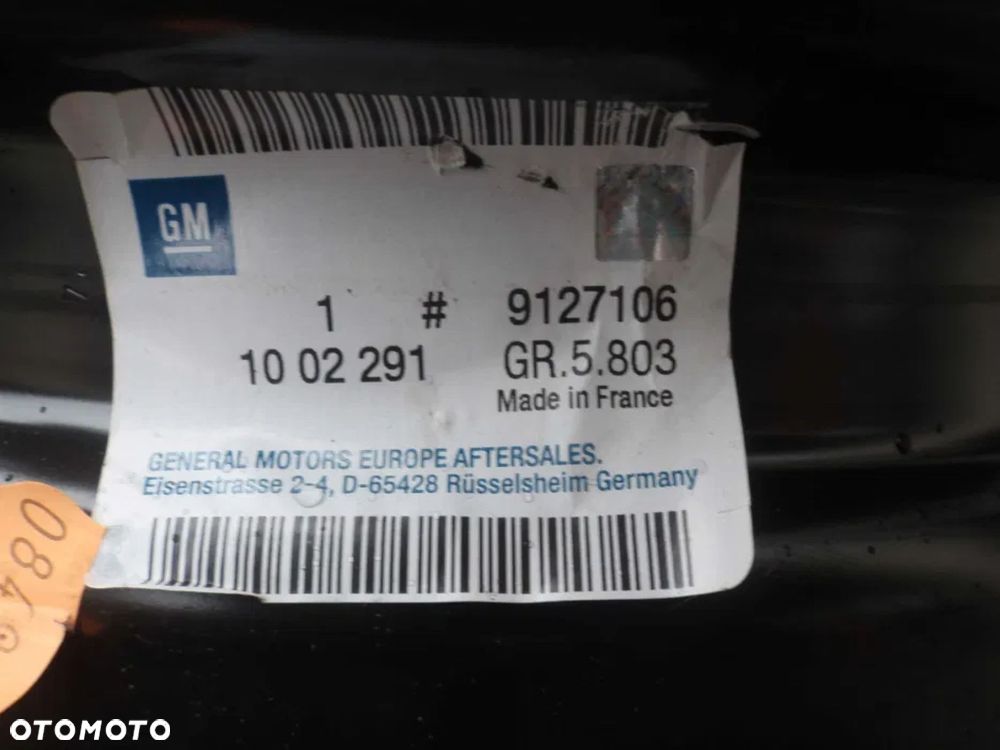 GM
1 # 9127106
10 02 291 GR.5.803
Made in France
GENERAL MOTORS EUROPE AFTERSALES.
Eisenstrasse 2-4, D-65428 Rüsselsheim Germany
084
OTOMOTO